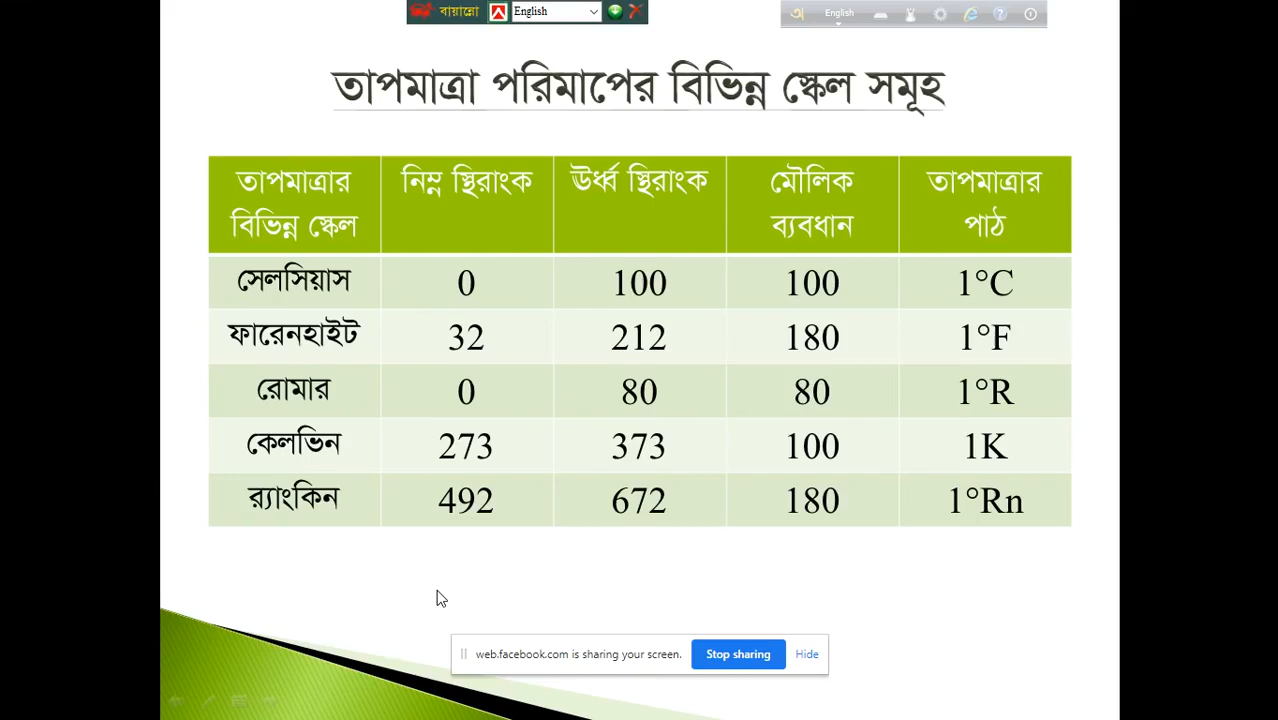 বায়ান্নো English
অ English
তাপমাত্রা পরিমাপের বিভিন্ন স্কেল সমূহ
তাপমাত্রার বিভিন্ন স্কেল নিম্ন স্থিরাংক ঊর্ধ্ব স্থিরাংক মৌলিক ব্যবধান তাপমাত্রার পাঠ
সেলসিয়াস 0 100 100 1°C
ফারেনহাইট 32 212 180 1°F
রোমার 0 80 80 1°R
কেলভিন 273 373 100 1K
র‍্যাংকিন 492 672 180 1°Rn
web.facebook.com is sharing your screen. Stop sharing Hide